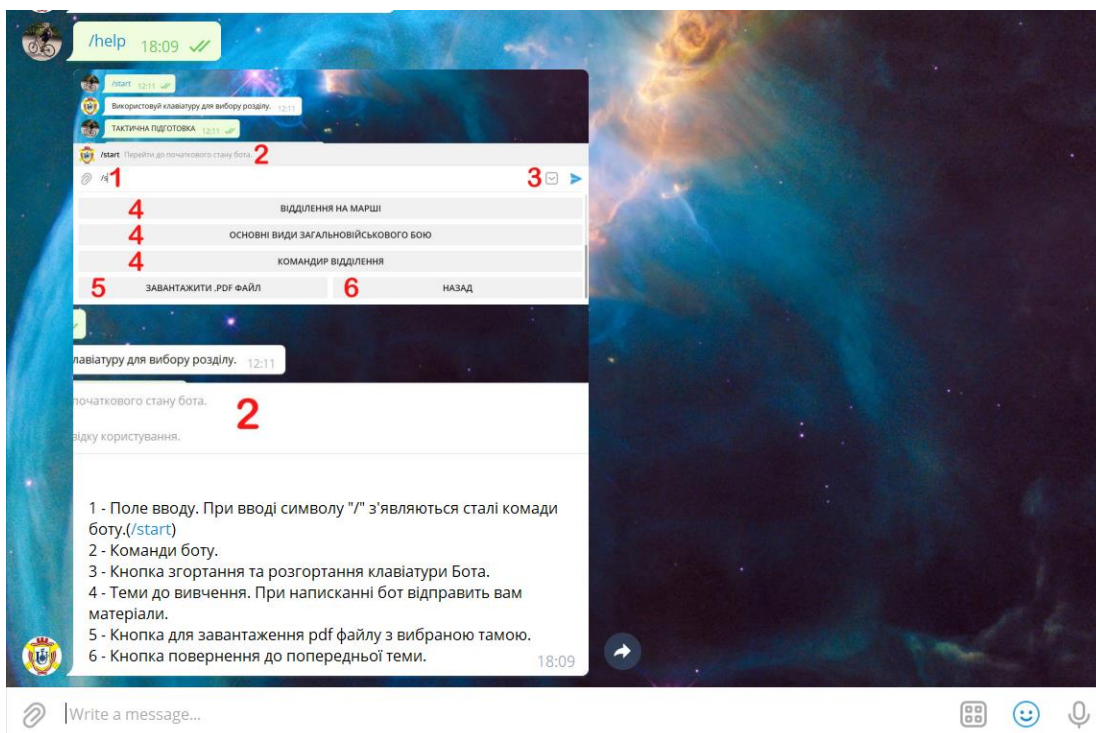 /help 18:09
/start 12:11
Використовуй клавіатуру для вибору розділу. 12:11
ТАКТИЧНА ПІДГОТОВКА 12:11
/start Перейти до початкового стану бота. 2
/s 1 3
4 ВІДДІЛЕННЯ НА МАРШІ
4 ОСНОВНІ ВИДИ ЗАГАЛЬНОВІЙСЬКОВОГО БОЮ
4 КОМАНДИР ВІДДІЛЕННЯ
5 ЗАВАНТАЖИТИ .PDF ФАЙЛ 6 НАЗАД
лавіатуру для вибору розділу. 12:11
початкового стану бота. 2
відку користування.
1 - Поле вводу. При вводі символу "/" з'являються сталі комади
боту.(/start)
2 - Команди боту.
3 - Кнопка згортання та розгортання клавіатури Бота.
4 - Теми до вивчення. При написканні бот відправить вам
матеріали.
5 - Кнопка для завантаження pdf файлу з вибраною тамою.
6 - Кнопка повернення до попередньої теми. 18:09
Write a message...